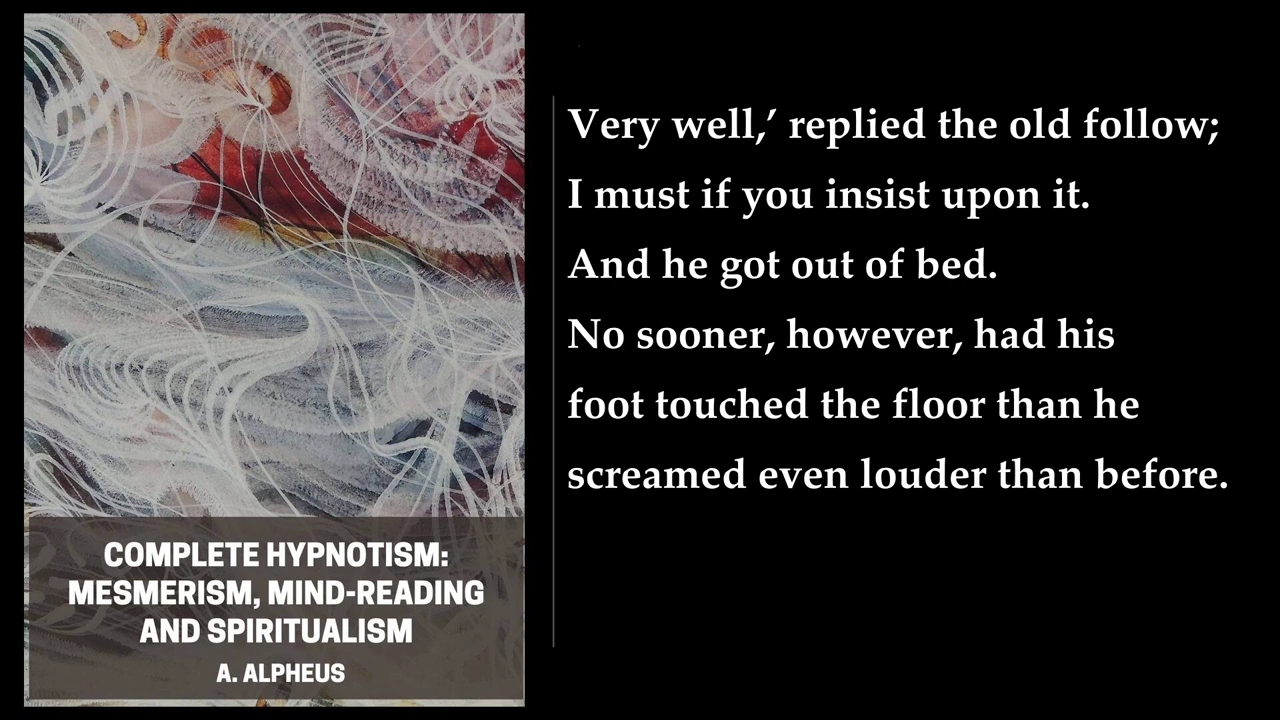 Very well,’ replied the old follow;
I must if you insist upon it.
And he got out of bed.
No sooner, however, had his
foot touched the floor than he
screamed even louder than before.
COMPLETE HYPNOTISM:
MESMERISM, MIND-READING
AND SPIRITUALISM
A. ALPHEUS